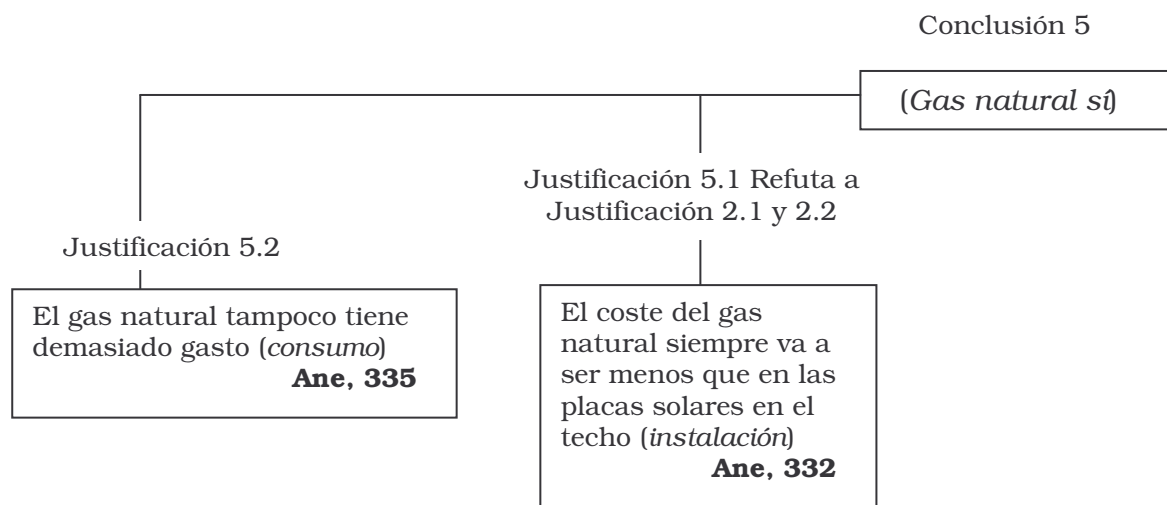 Conclusión 5
(Gas natural sí)
Justificación 5.1 Refuta a
Justificación 2.1 y 2.2
Justificación 5.2
El gas natural tampoco tiene
demasiado gasto (consumo)
Ane, 335
El coste del gas
natural siempre va a
ser menos que en las
placas solares en el
techo (instalación)
Ane, 332